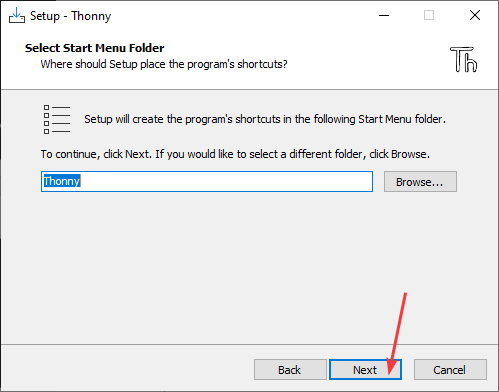 Setup - Thonny
Select Start Menu Folder
Where should Setup place the program's shortcuts?
Th
Setup will create the program's shortcuts in the following Start Menu folder.
To continue, click Next. If you would like to select a different folder, click Browse.
Thonny
Browse...
Back
Next
Cancel